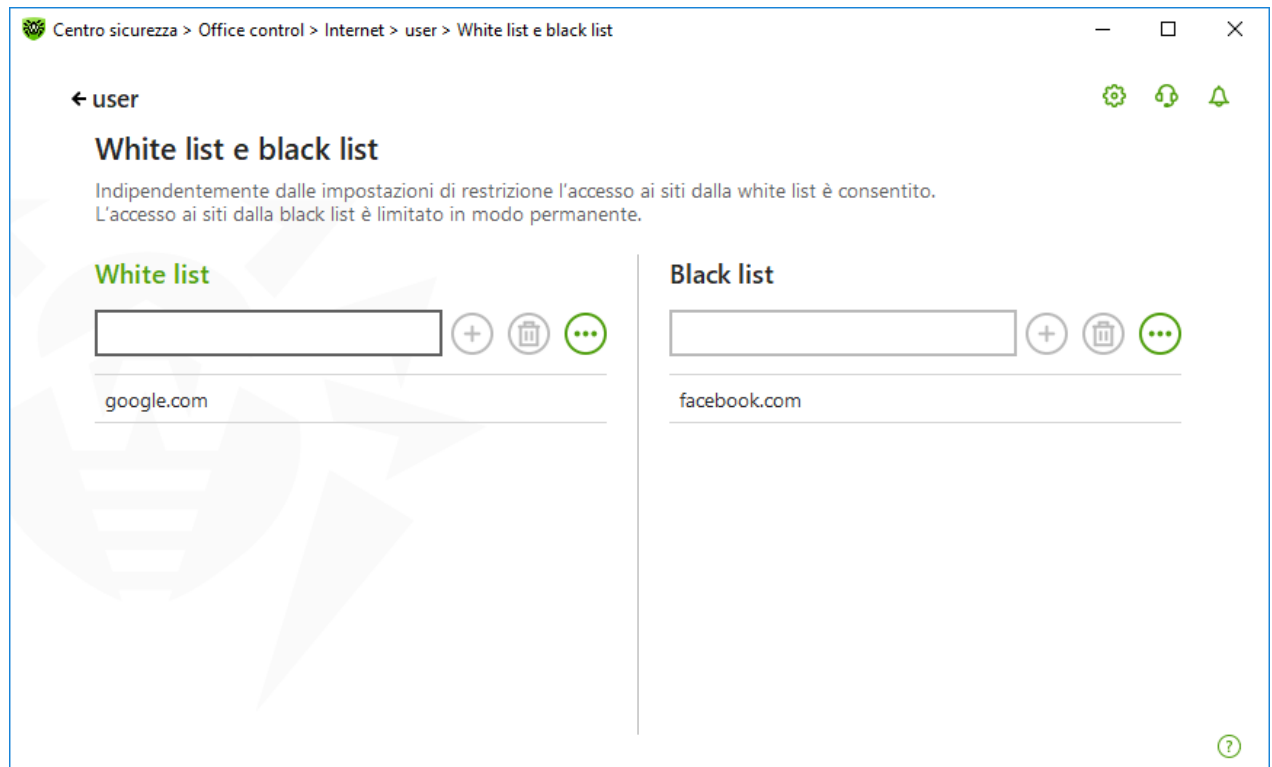 Centro sicurezza > Office control > Internet > user > White list e black list
user
White list e black list
Indipendentemente dalle impostazioni di restrizione l'accesso ai siti dalla white list è consentito.
L'accesso ai siti dalla black list è limitato in modo permanente.
White list
google.com
Black list
facebook.com
?